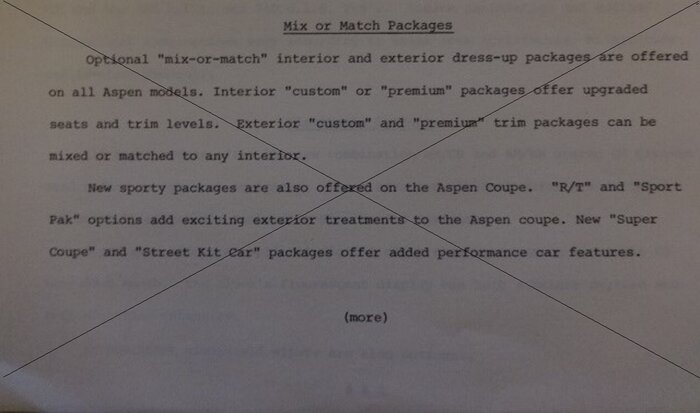 Mix or Match Packages
Optional "mix-or-match" interior and exterior dress-up packages are offered
on all Aspen models. Interior "custom" or "premium" packages offer upgraded
seats and trim levels. Exterior "custom" and "premium" trim packages can be
mixed or matched to any interior.
New sporty packages are also offered on the Aspen Coupe. "R/T" and "Sport
Pak" options add exciting exterior treatments to the Aspen coupe. New "Super
Coupe" and "Street Kit Car" packages offer added performance car features.
(more)